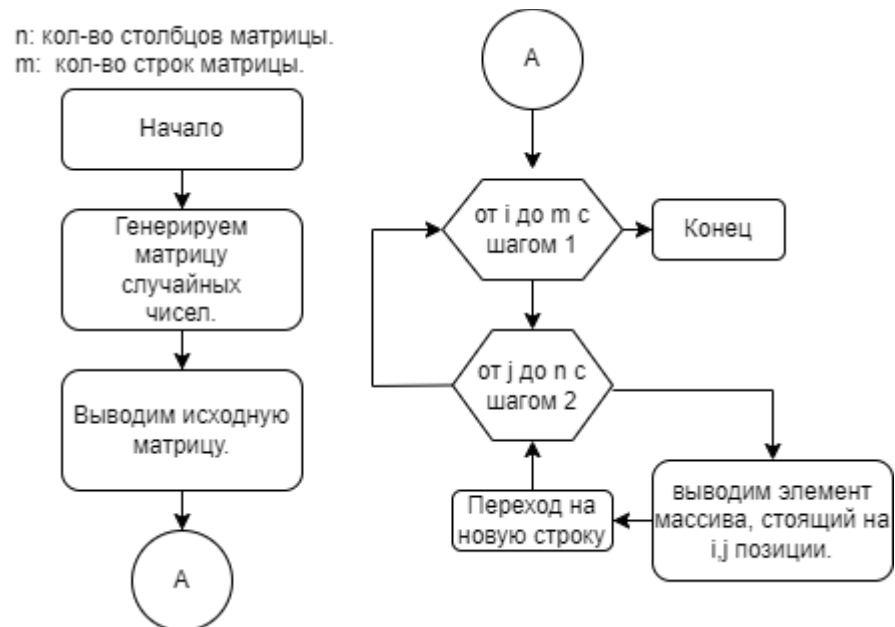 n: кол-во столбцов матрицы.
m: кол-во строк матрицы.
Начало
Генерируем
матрицу
случайных
чисел.
Выводим исходную
матрицу.
A
A
от i до m с
шагом 1
Конец
от j до n с
шагом 2
выводим элемент
массива, стоящий на
i,j позиции.
Переход на
новую строку